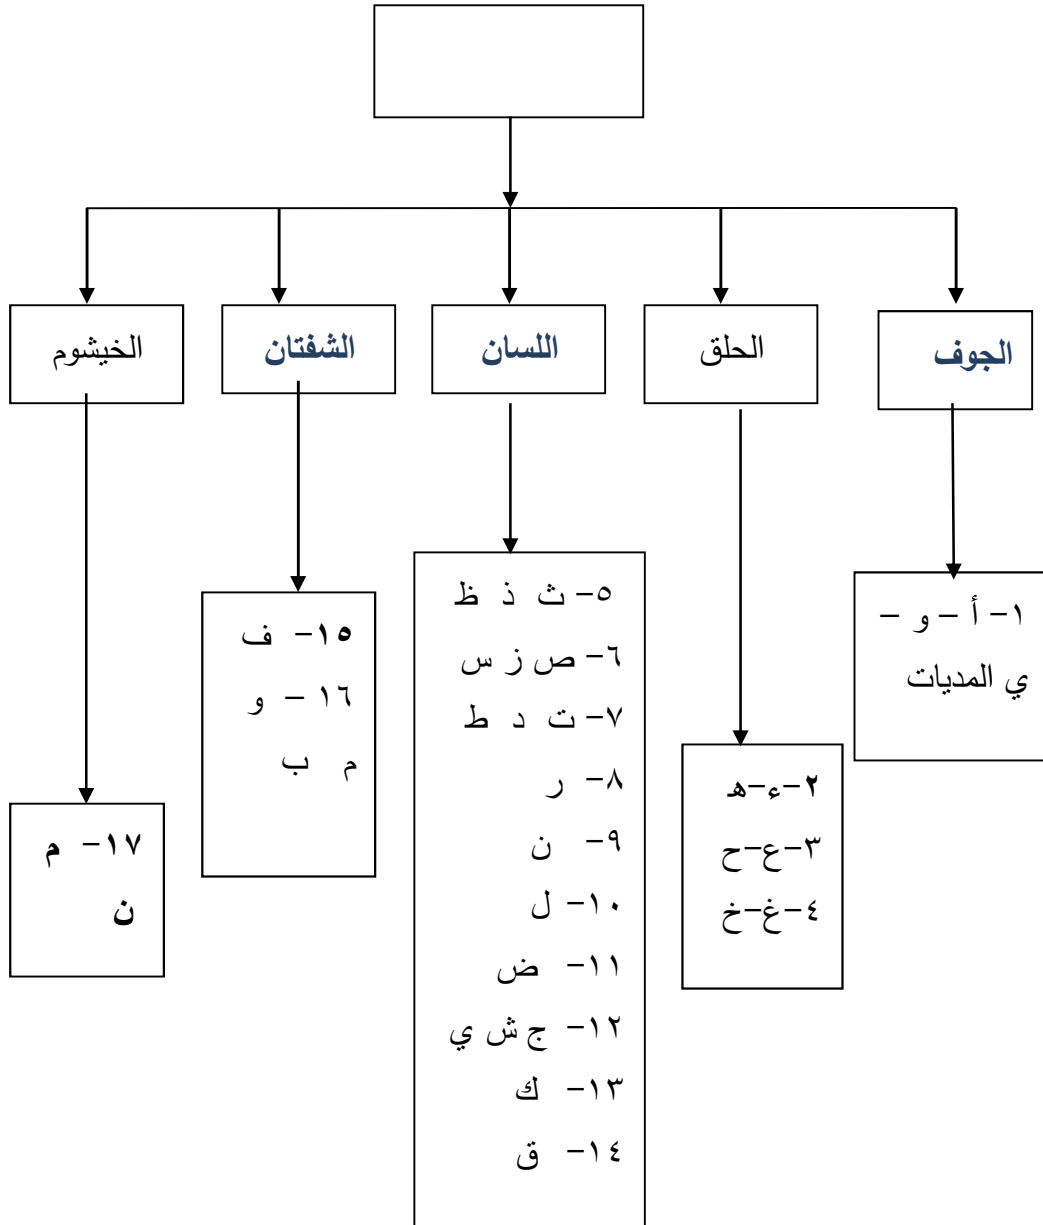 الجوف
الحلق
اللسان
الشفتان
الخيشوم
١- أ – و –
ي المديات
٢-ء-ه
٣-ع-ح
٤-غ-خ
٥- ث ذ ظ
٦- ص ز س
٧- ت د ط
٨- ر
٩- ن
١٠- ل
١١- ض
١٢- ج ش ي
١٣- ك
١٤- ق
١٥- ف
١٦ – و
م ب
١٧- م
ن